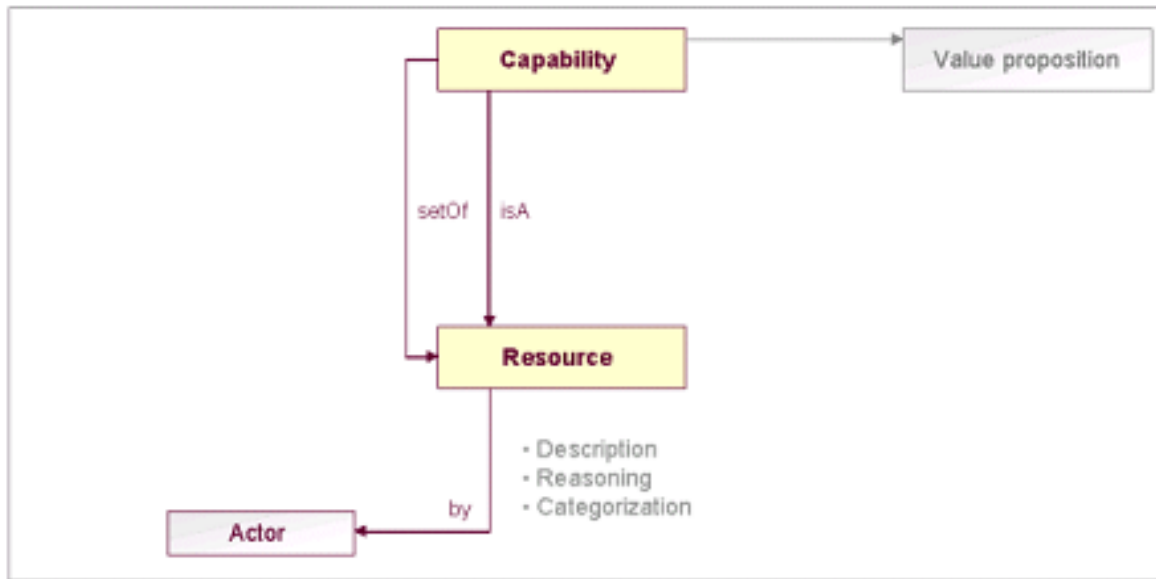 Capability
Value proposition
setOf
isA
Resource
- Description
- Reasoning
- Categorization
by
Actor